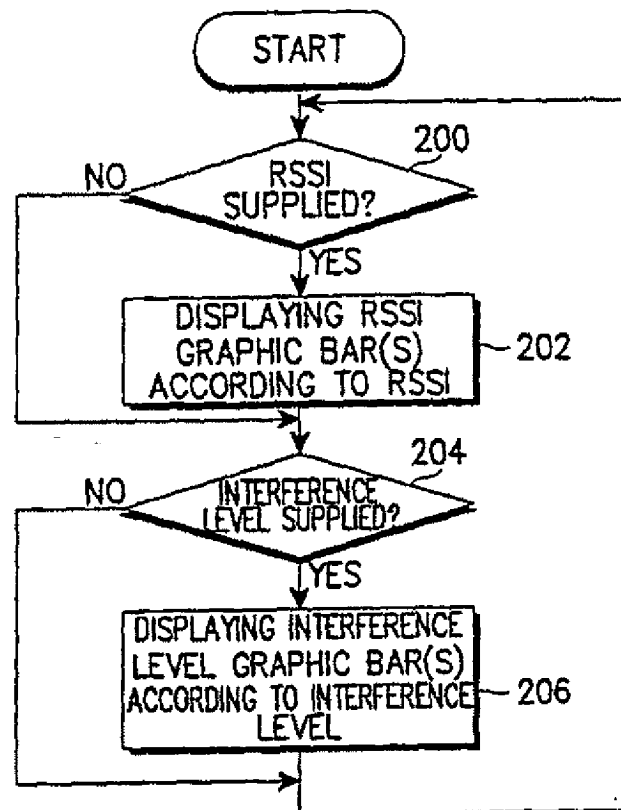 START
200
NO
RSSI
SUPPLIED?
YES
DISPLAYING RSSI
GRAPHIC BAR(S)
ACCORDING TO RSSI
202
204
NO
INTERFERENCE
LEVEL SUPPLIED?
YES
DISPLAYING INTERFERENCE
LEVEL GRAPHIC BAR(S)
ACCORDING TO INTERFERENCE
LEVEL
206